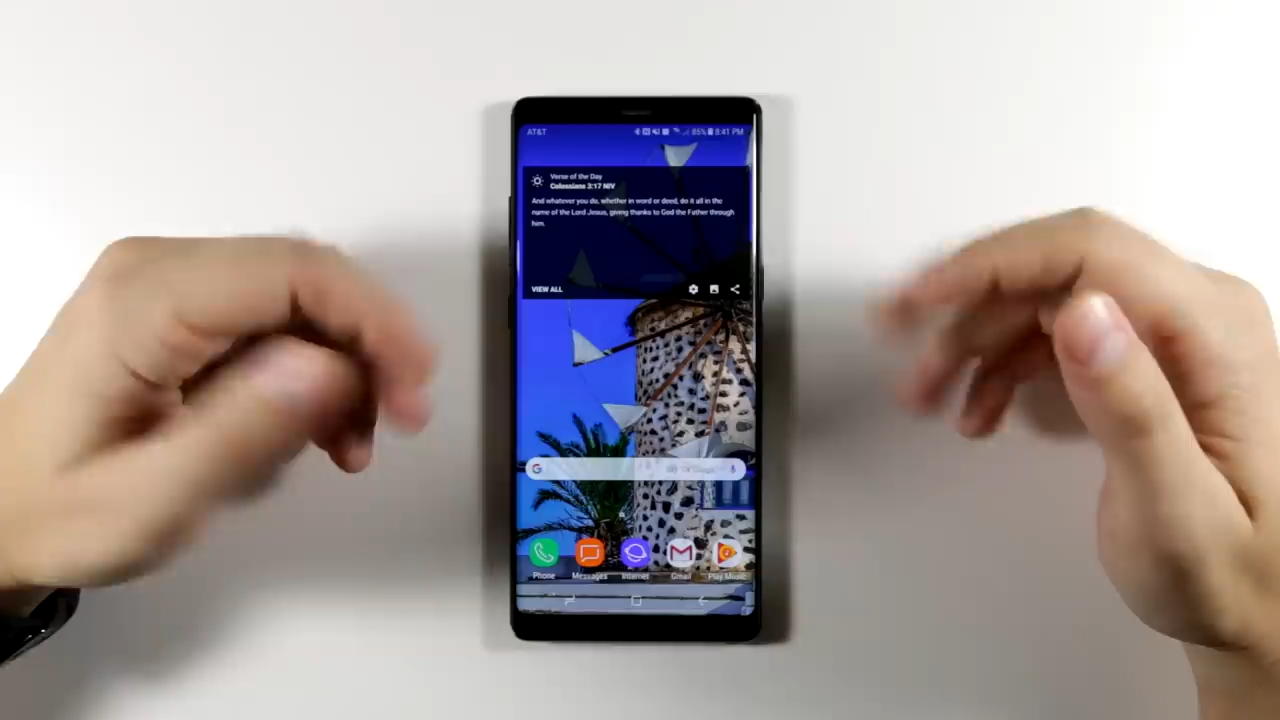 AT&T
85% 8:41 PM
Verse of the Day
Colossians 3:17 NIV
And whatever you do, whether in word or deed, do it all in the
name of the Lord Jesus, giving thanks to God the Father through
him.
VIEW ALL
G
Phone Messages Internet Gmail Play Music